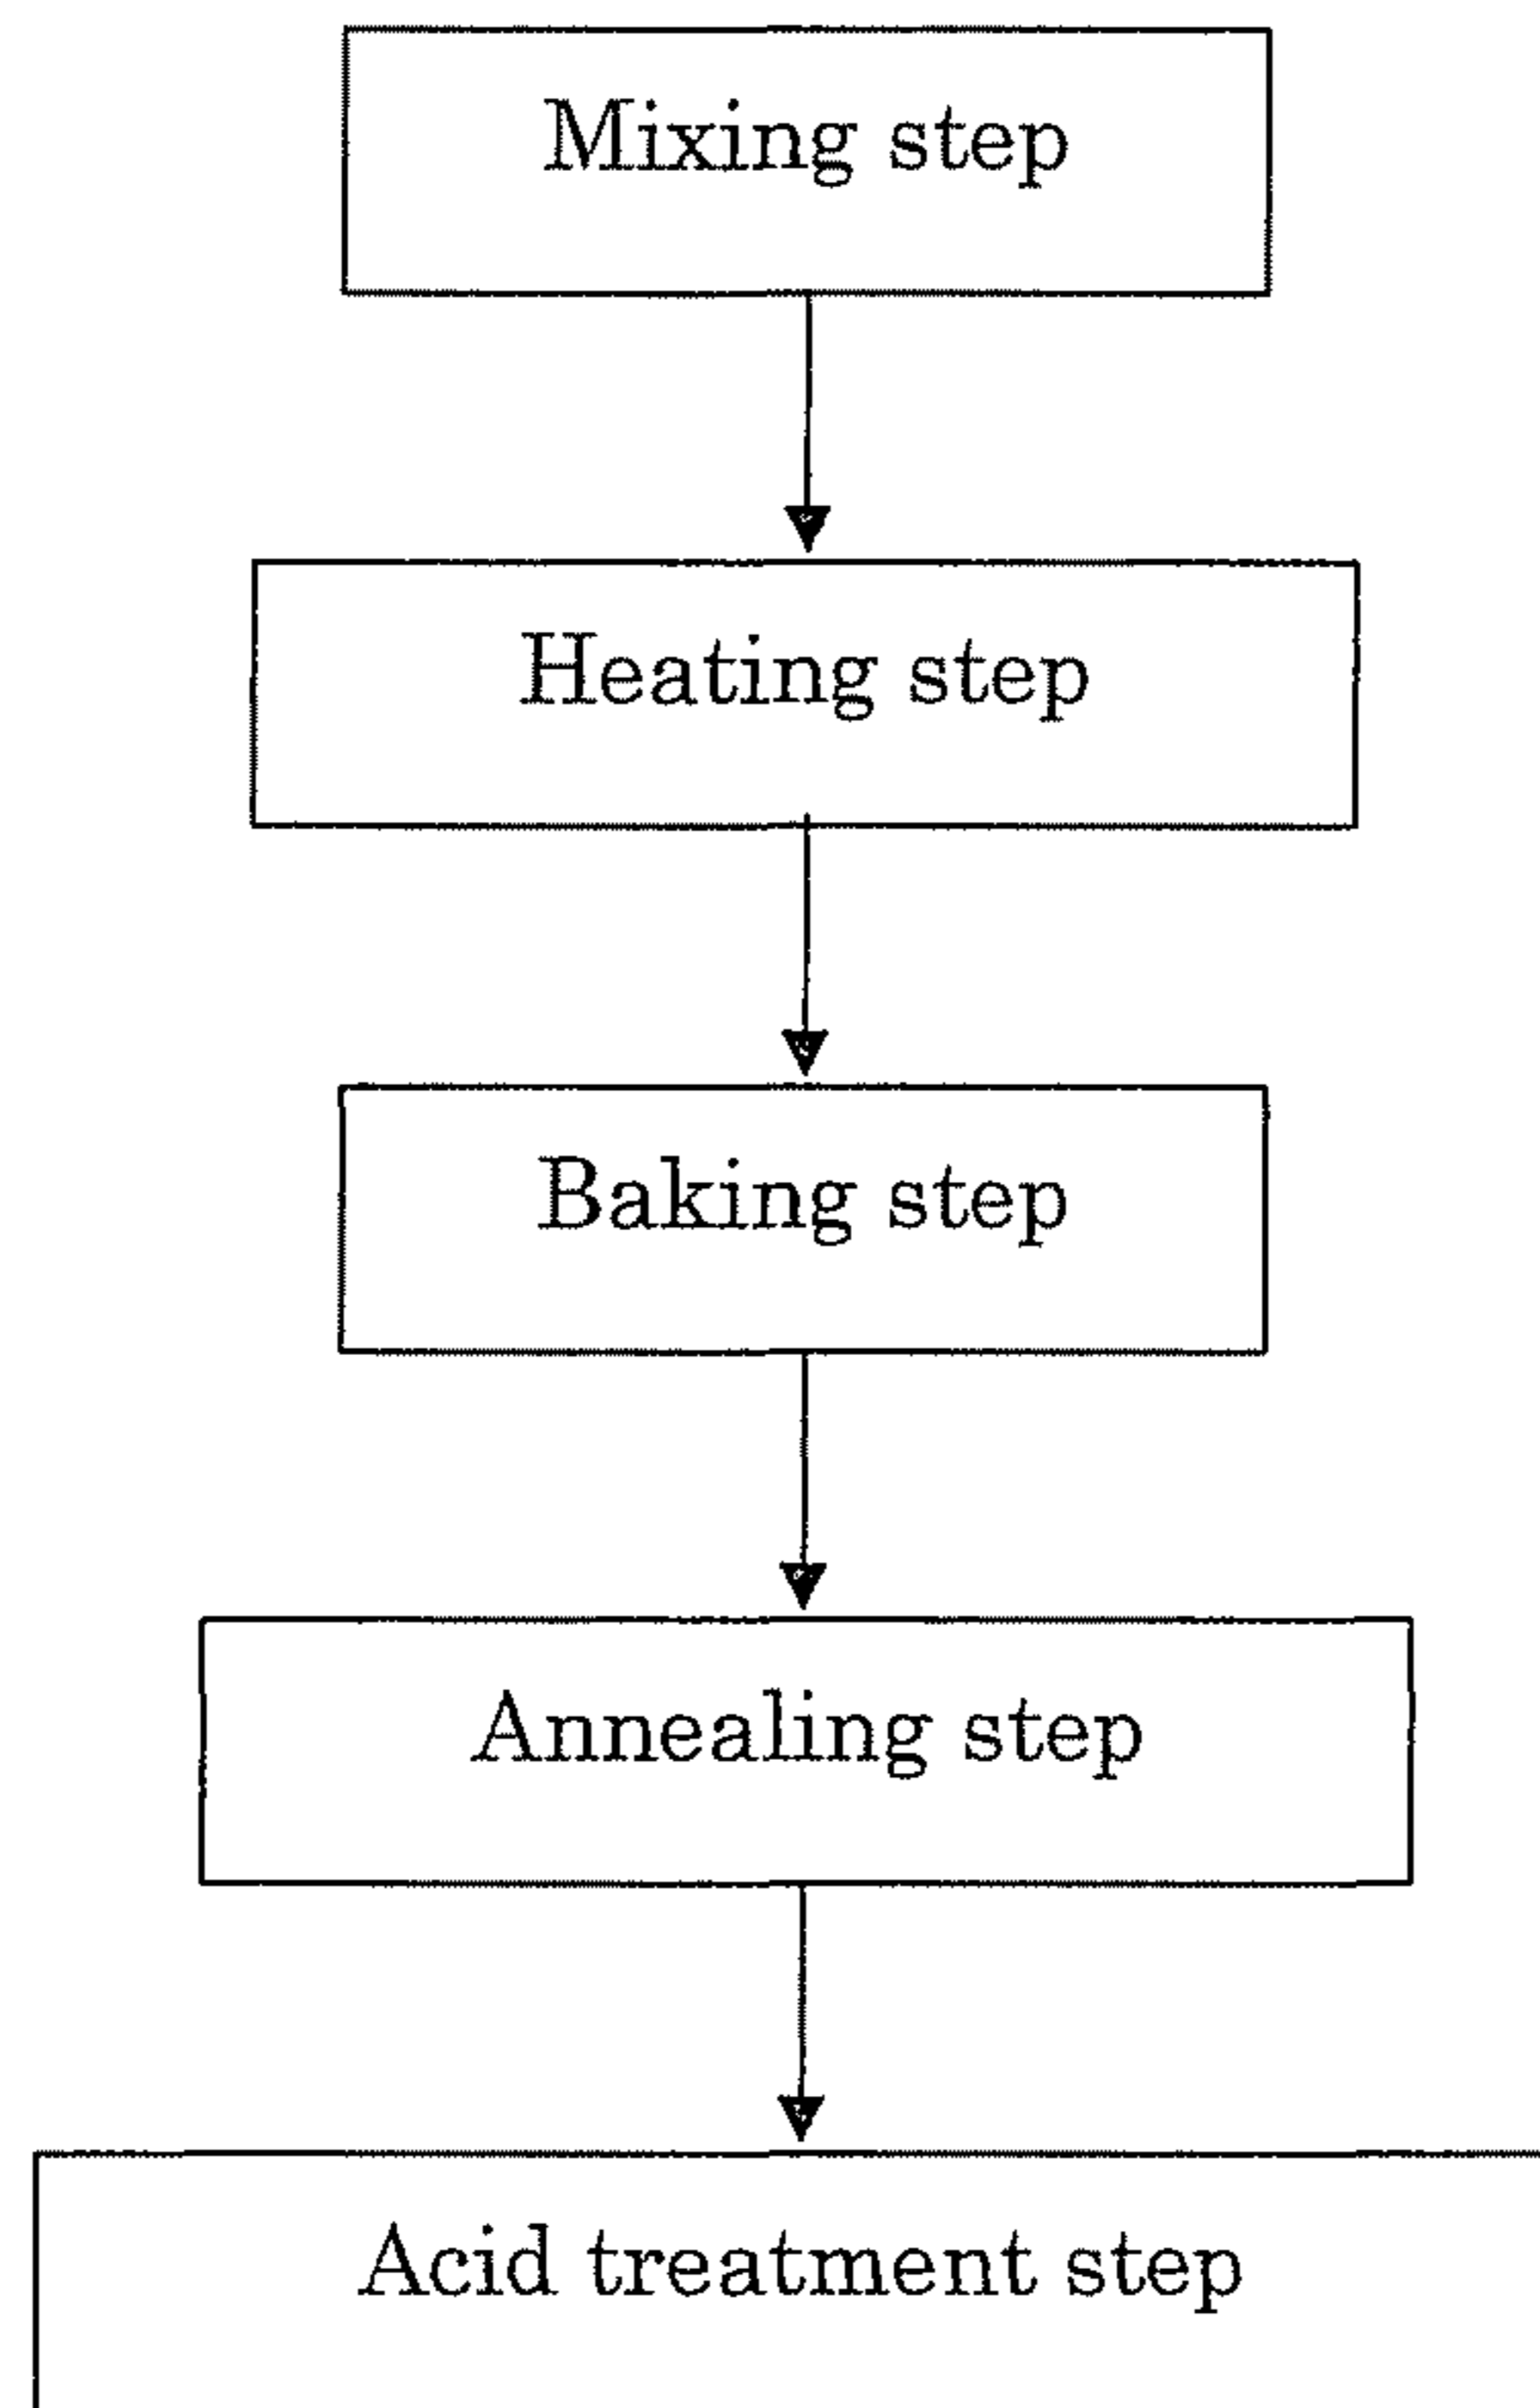 Mixing step
Heating step
Baking step
Annealing step
Acid treatment step